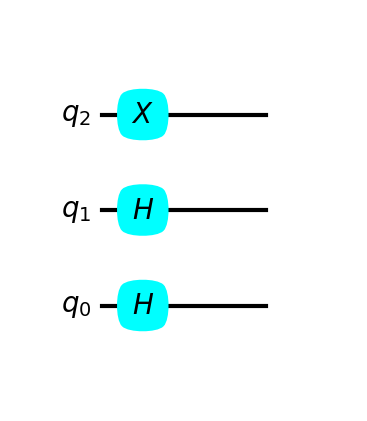 q₂ X
q₁ H
q₀ H